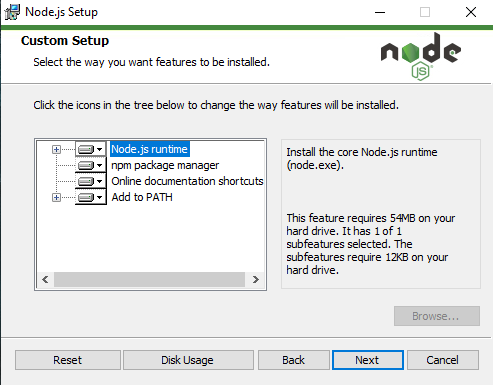 Node.js Setup
Custom Setup
Select the way you want features to be installed.
node
JS
Click the icons in the tree below to change the way features will be installed.
Node.js runtime
npm package manager
Online documentation shortcuts
Add to PATH
Install the core Node.js runtime
(node.exe).
This feature requires 54MB on your
hard drive. It has 1 of 1
subfeatures selected. The
subfeatures require 12KB on your
hard drive.
Browse...
Reset
Disk Usage
Back
Next
Cancel